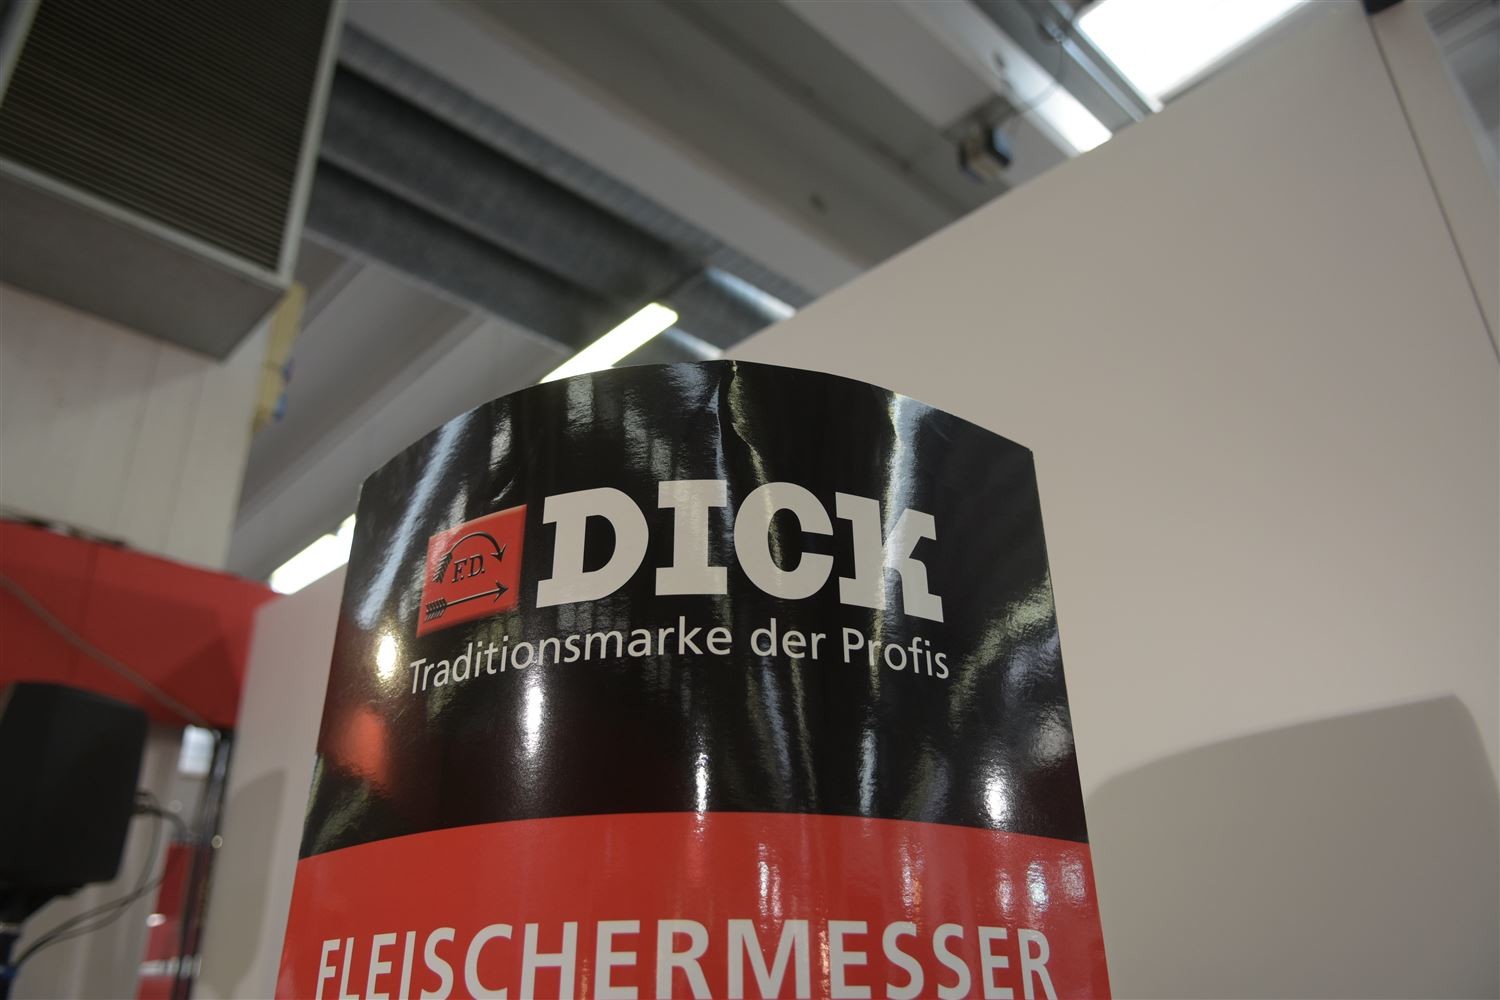 F.D. DICK
Traditionsmarke der Profis
FLEISCHERMESSER